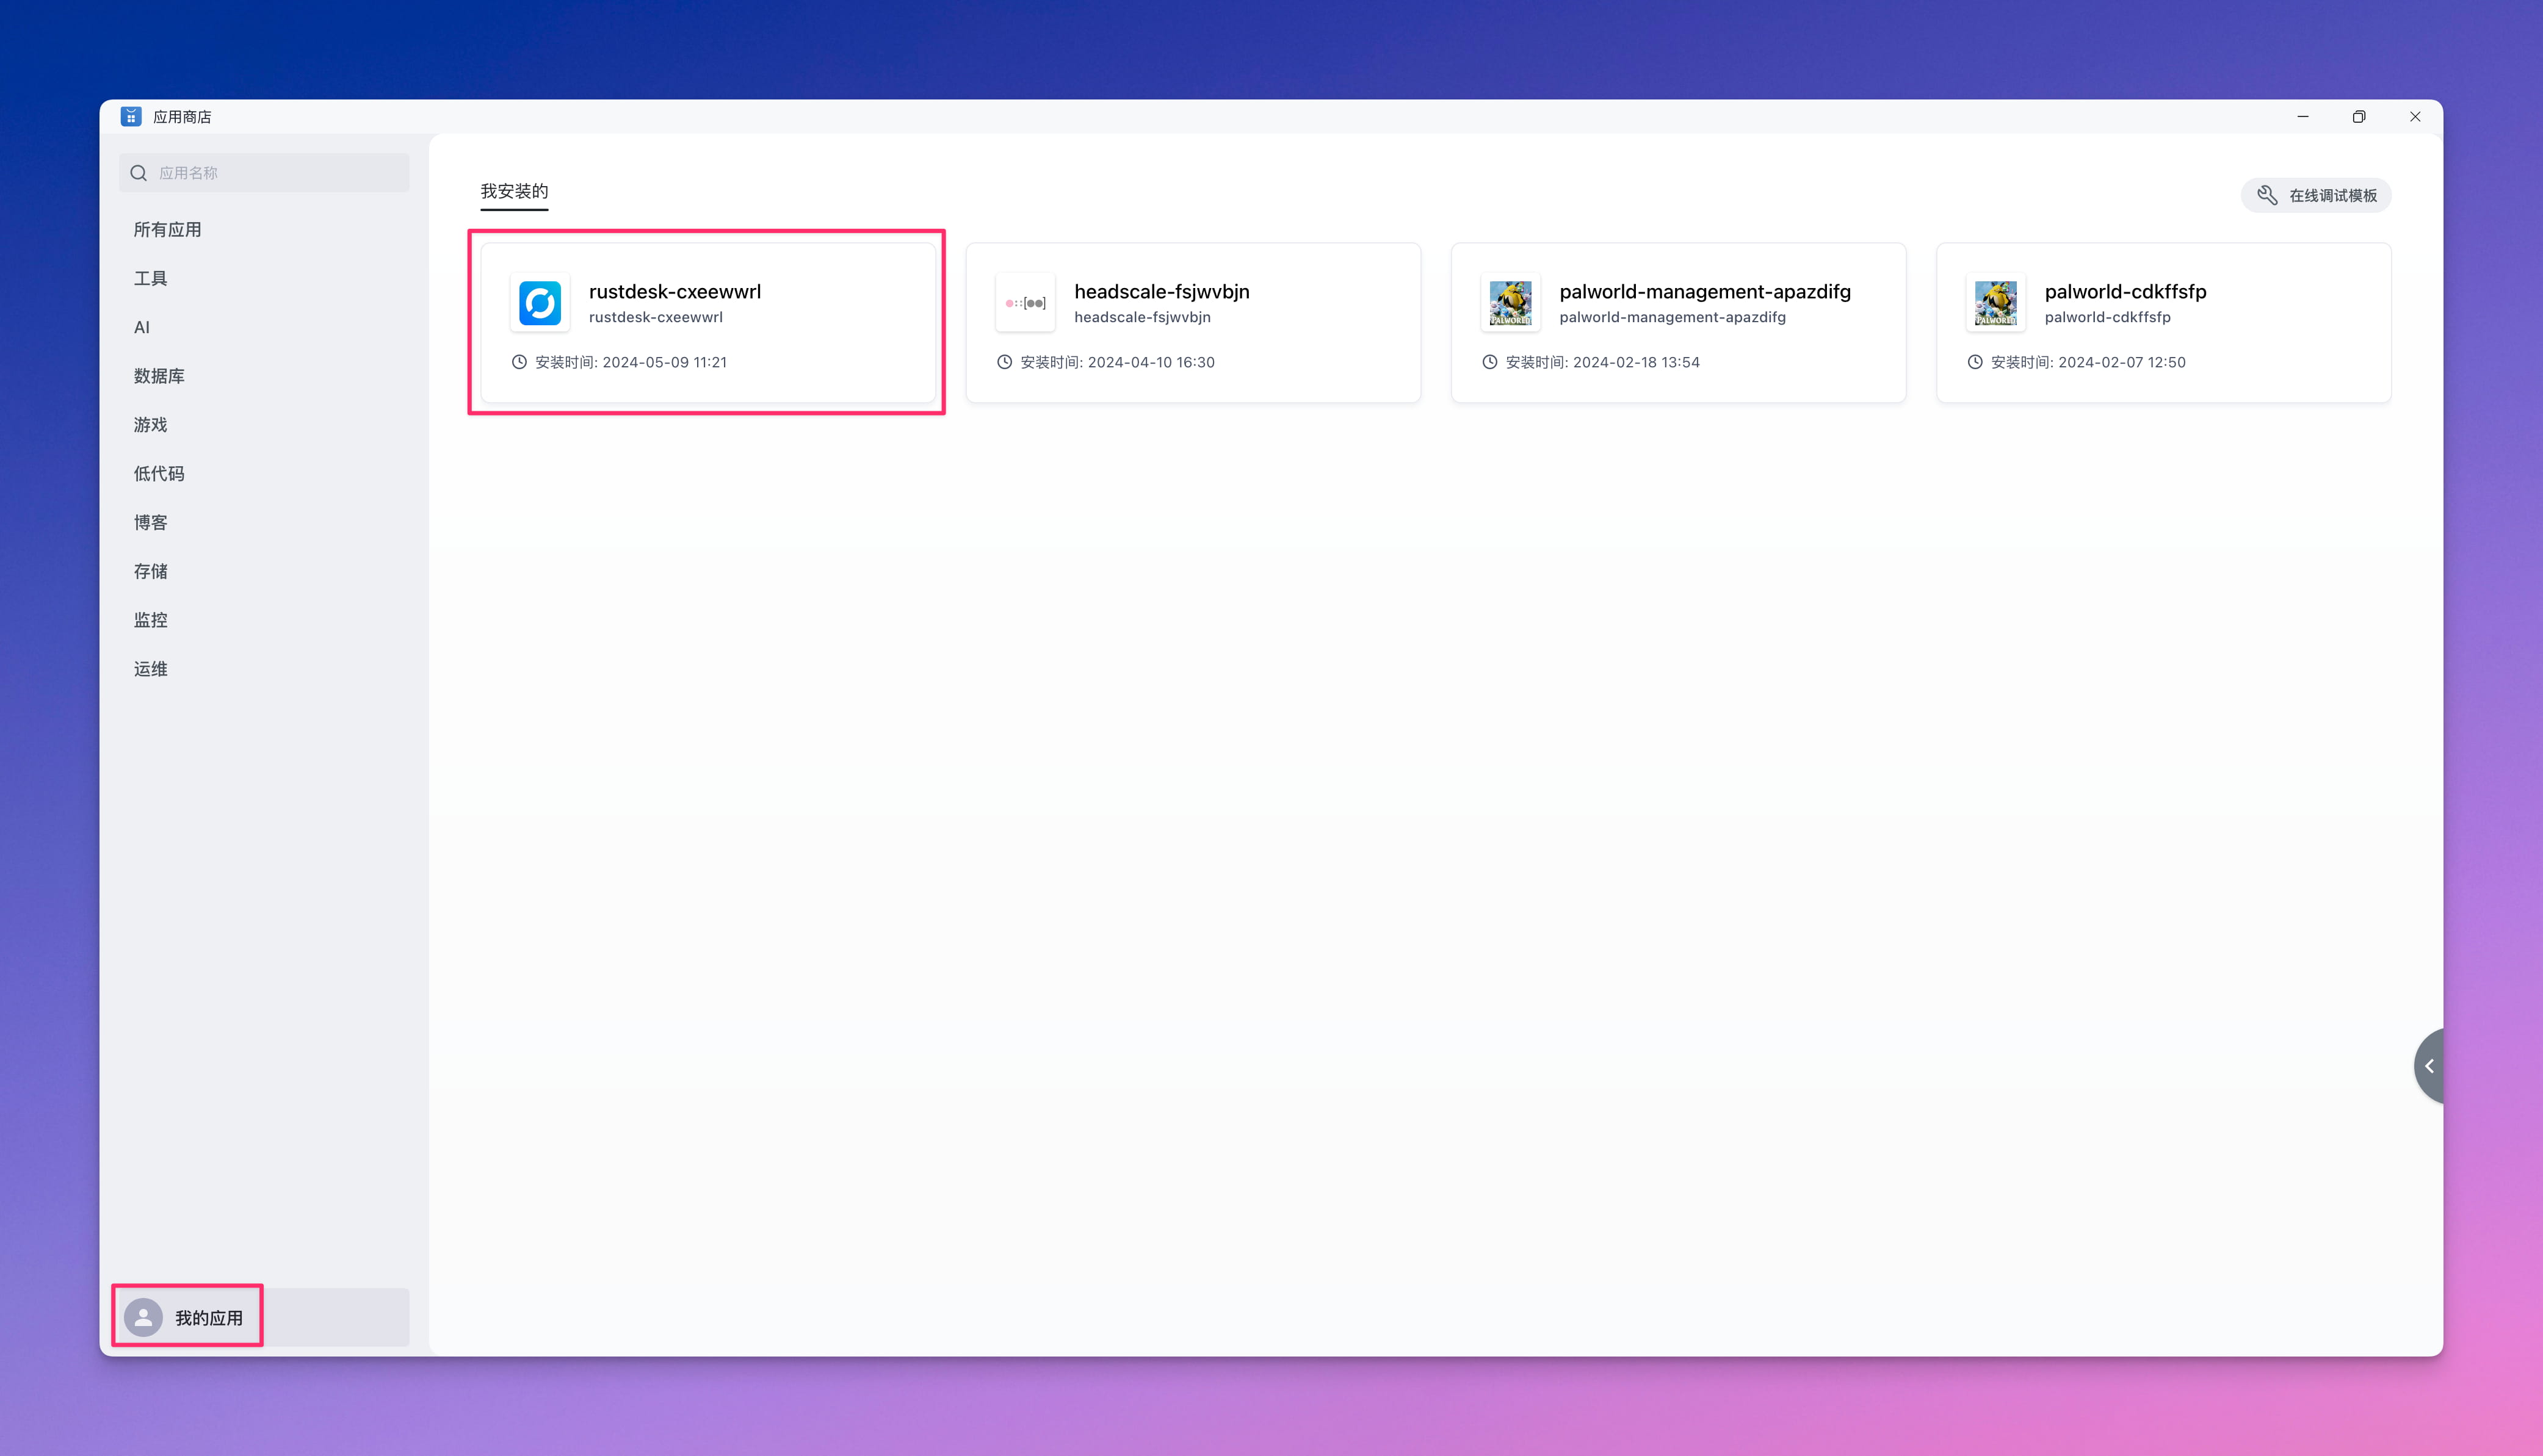 应用商店
应用名称
所有应用
工具
AI
数据库
游戏
低代码
博客
存储
监控
运维
我的应用
我安装的
在线调试模板
rustdesk-cxeewwrl
rustdesk-cxeewwrl
安装时间: 2024-05-09 11:21
headscale-fsjwvbjn
headscale-fsjwvbjn
安装时间: 2024-04-10 16:30
PALWORLD
palworld-management-apazdifg
palworld-management-apazdifg
安装时间: 2024-02-18 13:54
PALWORLD
palworld-cdkffsfp
palworld-cdkffsfp
安装时间: 2024-02-07 12:50